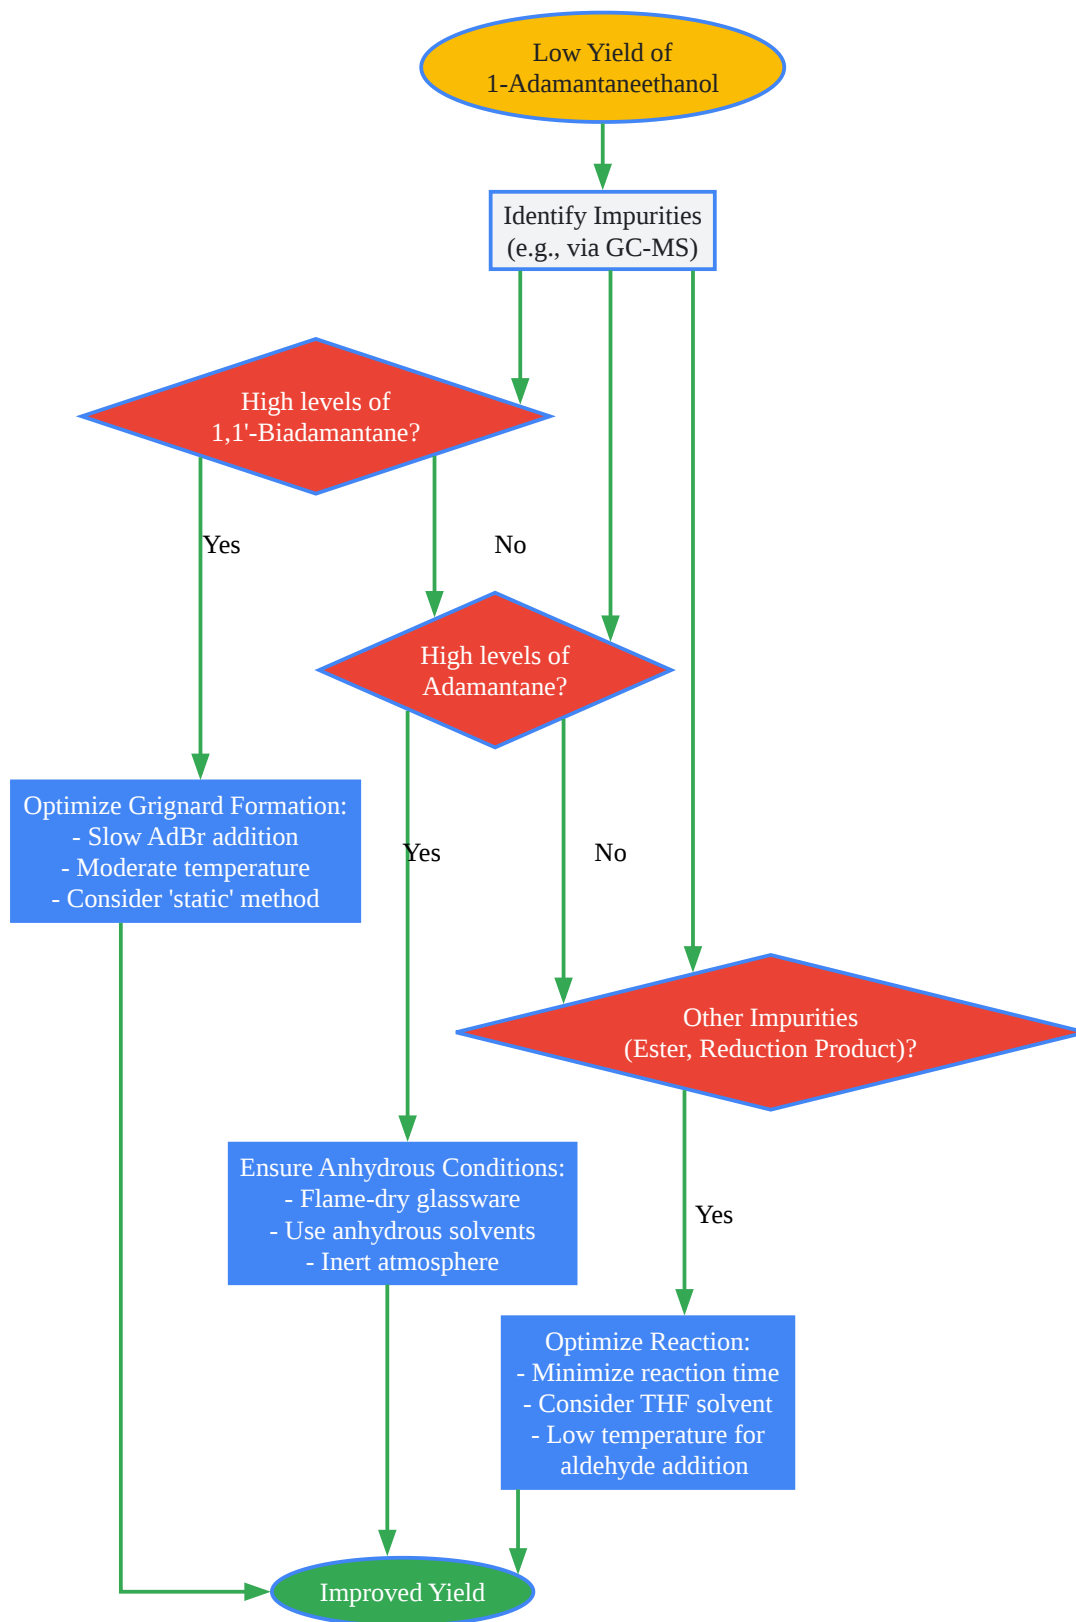 Low Yield of
1-Adamantaneethanol
Identify Impurities
(e.g., via GC-MS)
High levels of
1,1'-Biadamantane?
Yes
No
High levels of
Adamantane?
Optimize Grignard Formation:
- Slow AdBr addition
- Moderate temperature
- Consider 'static' method
Yes
No
Other Impurities
(Ester, Reduction Product)?
Ensure Anhydrous Conditions:
- Flame-dry glassware
- Use anhydrous solvents
- Inert atmosphere
Yes
Optimize Reaction:
- Minimize reaction time
- Consider THF solvent
- Low temperature for
aldehyde addition
Improved Yield